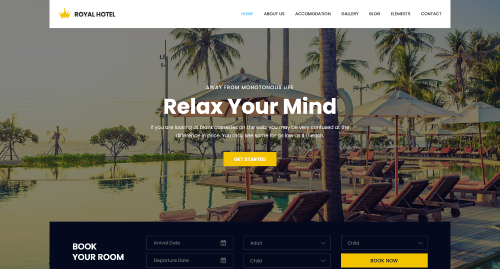 ROYAL HOTEL
HOME ABOUT US ACCOMODATION GALLERY BLOG ELEMENTS CONTACT
AWAY FROM MONOTONOUS LIFE
Relax Your Mind
If you are looking at blank cassettes on the web, you may be very confused at the
difference in price. You may see some for as low as $.17 each.
GET STARTED
BOOK
YOUR ROOM
Arrival Date
Adult
Child
Departure Date
Child
BOOK NOW